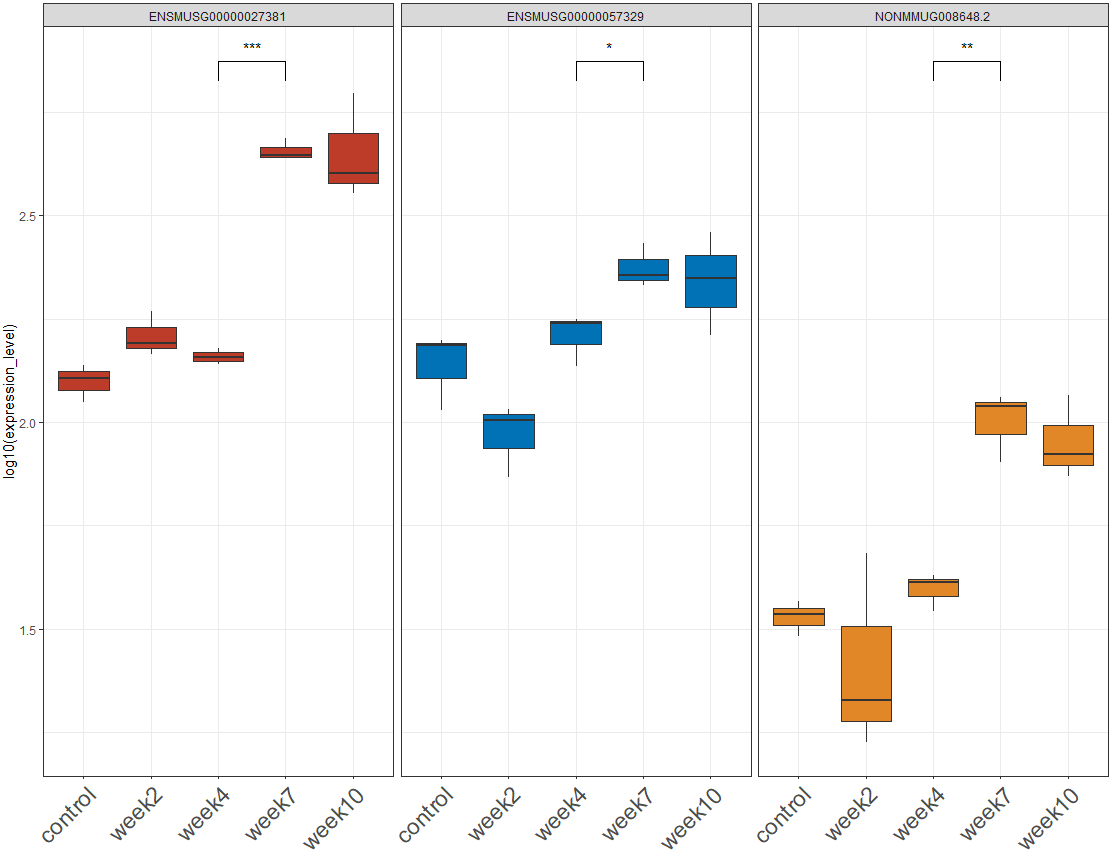 ENSMUSG00000027381
ENSMUSG00000057329
NONMMUG008648.2
***
*
**
2.5
2.0
1.5
log10(expression_level)
control
week2
week4
week7
week10
control
week2
week4
week7
week10
control
week2
week4
week7
week10